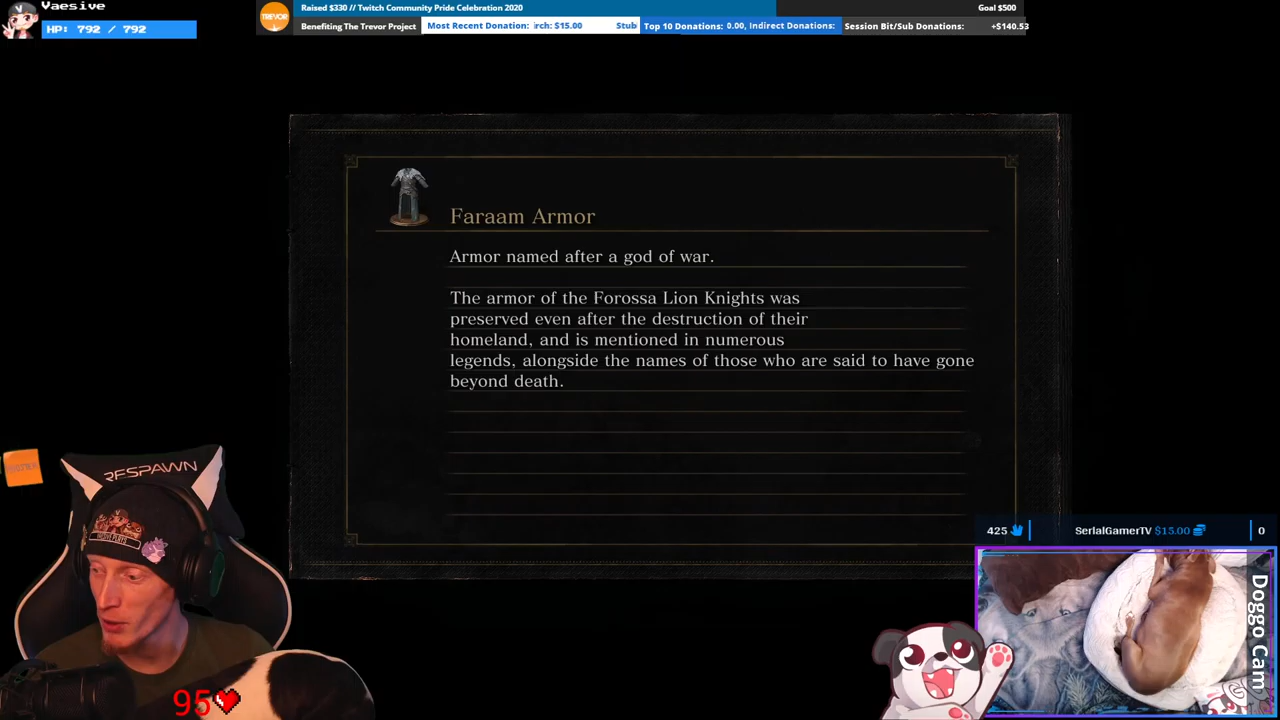 Vaesive
HP: 792 / 792
Raised $330 // Twitch Community Pride Celebration 2020
Goal $500
TREVOR
Benefiting The Trevor Project
Most Recent Donation:
rch: $15.00
Stub
Top 10 Donations:
0.00, Indirect Donations:
Session Bit/Sub Donations:
+$140.53
Faraam Armor
Armor named after a god of war.
The armor of the Forossa Lion Knights was
preserved even after the destruction of their
homeland, and is mentioned in numerous
legends, alongside the names of those who are said to have gone
beyond death.
RESPAWN
425
SerialGamerTV $15.00
0
Doggo Cam
95